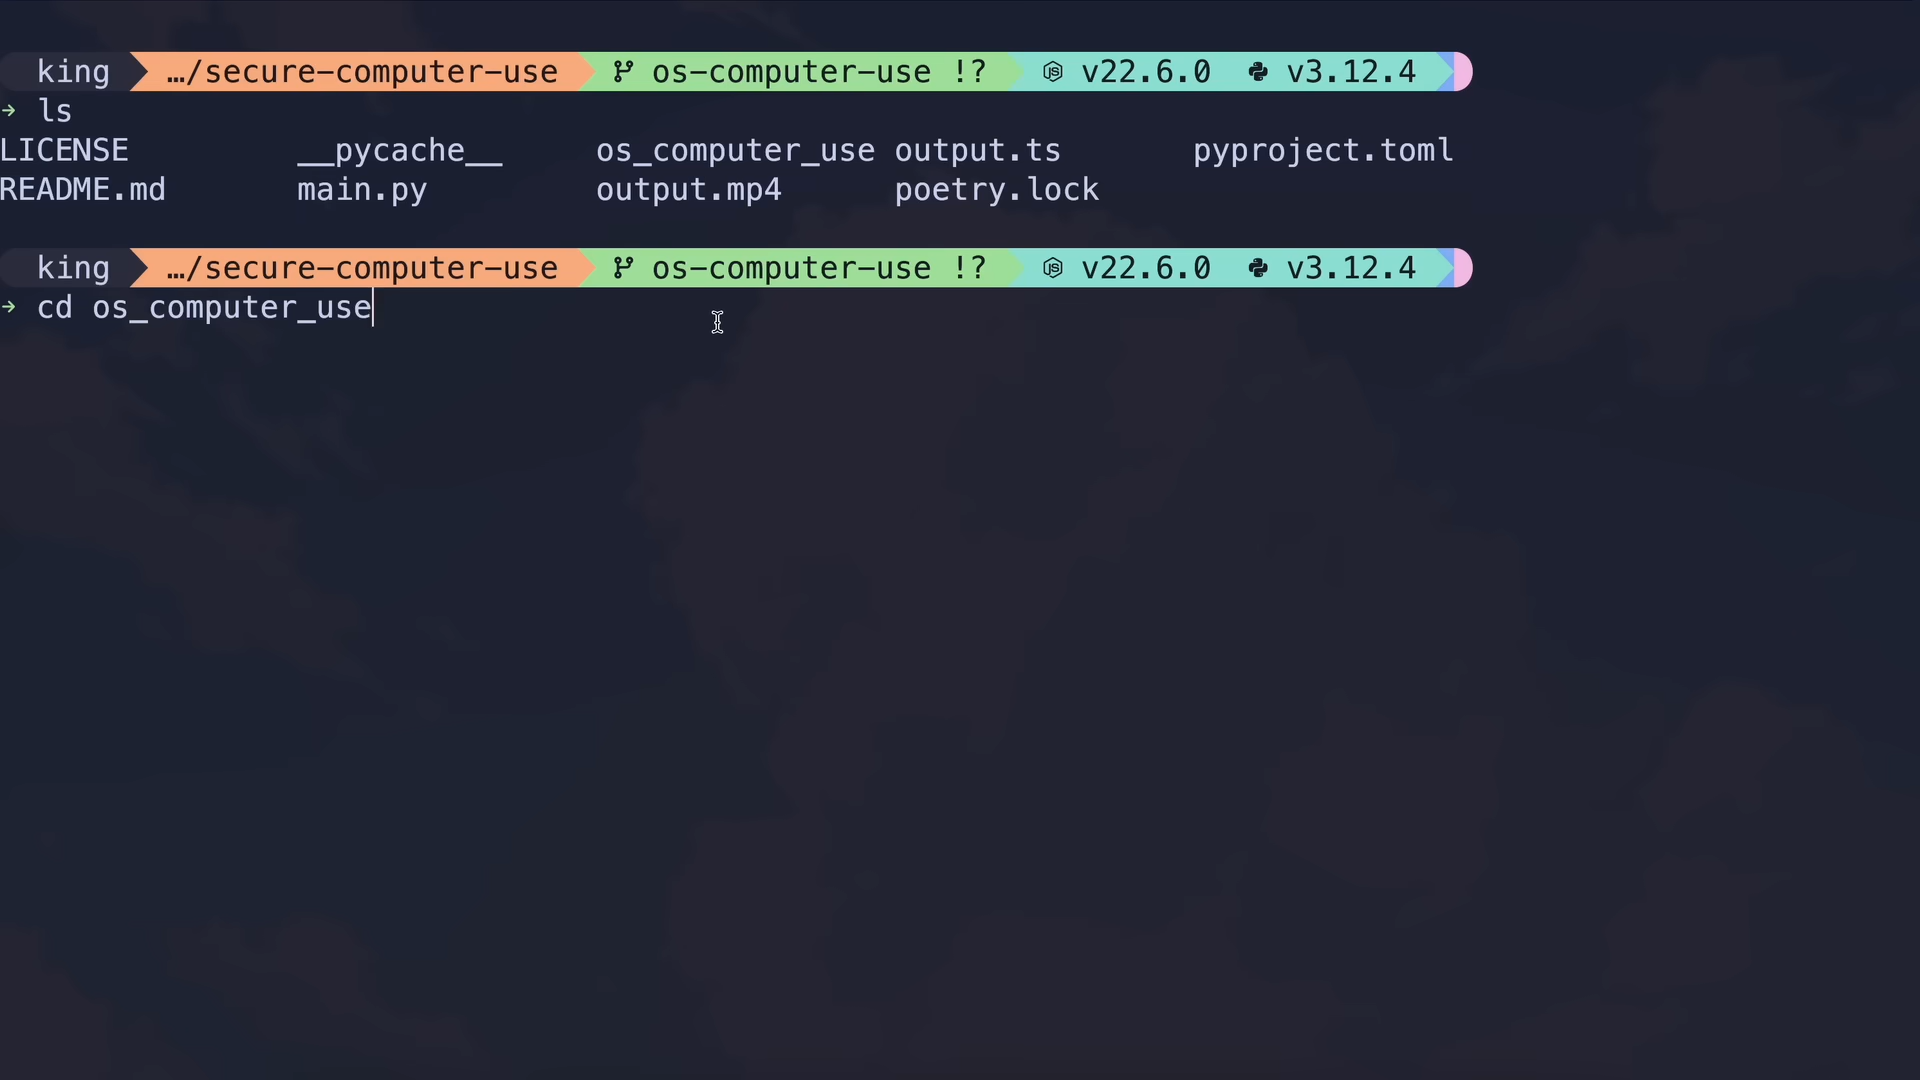 king …/secure-computer-use os-computer-use !? v22.6.0 v3.12.4
→ ls
LICENSE __pycache__ os_computer_use output.ts pyproject.toml
README.md main.py output.mp4 poetry.lock
king …/secure-computer-use os-computer-use !? v22.6.0 v3.12.4
→ cd os_computer_use